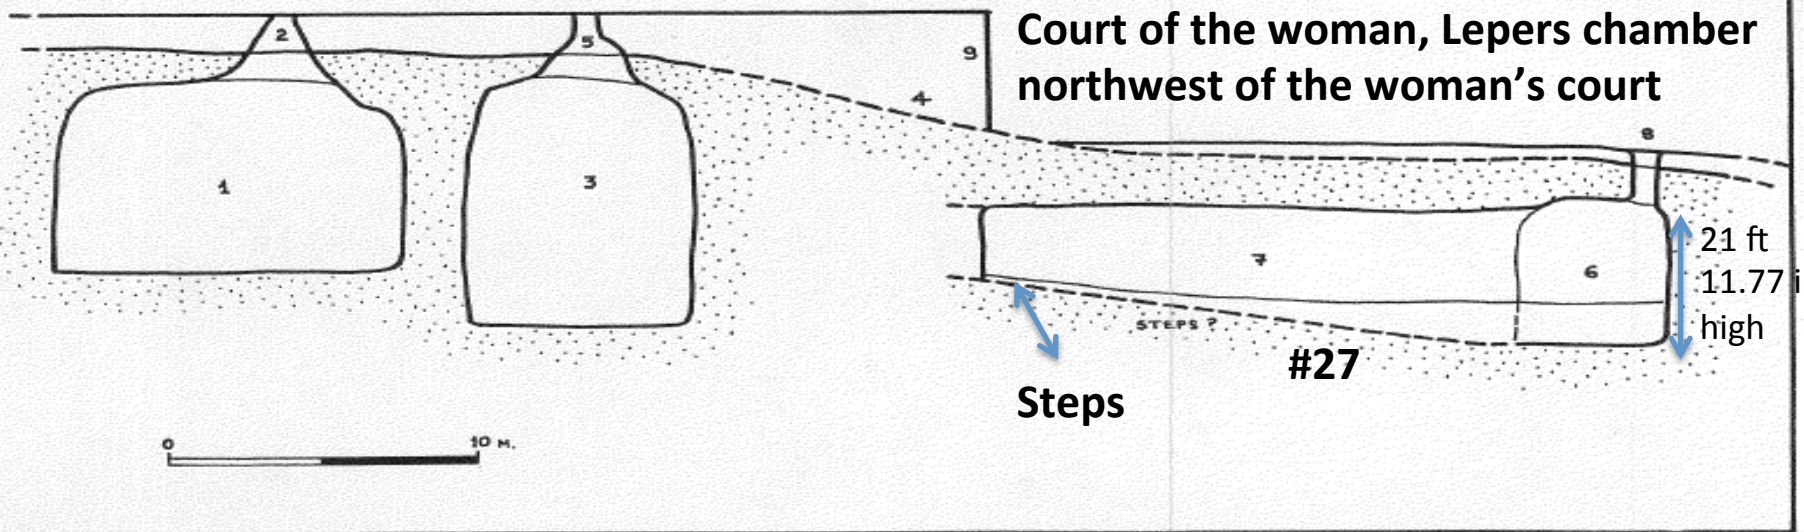 Court of the woman, Lepers chamber
northwest of the woman's court
2
5
9
4
8
1
3
7
6
21 ft
11.77 i
high
STEPS ?
#27
Steps
0 10 M.